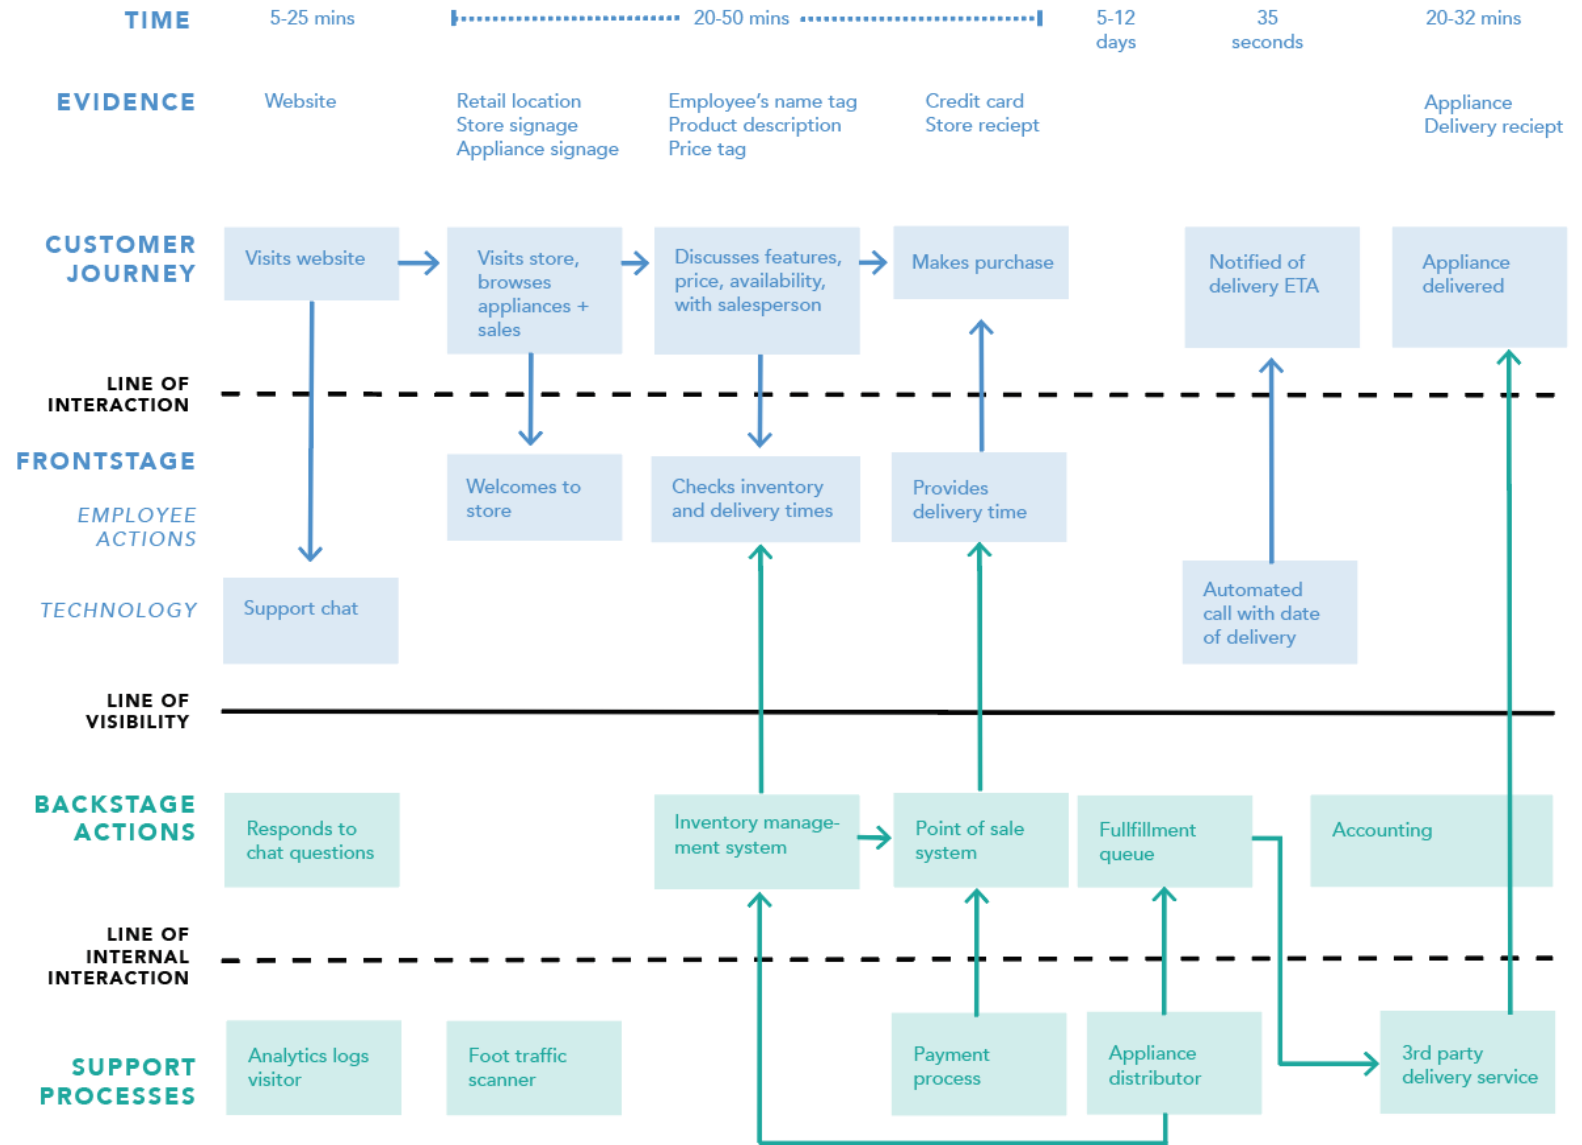 TIME
5-25 mins
20-50 mins
5-12
days
35
seconds
20-32 mins
EVIDENCE
Website
Retail location
Store signage
Appliance signage
Employee's name tag
Product description
Price tag
Credit card
Store reciept
Appliance
Delivery reciept
CUSTOMER
JOURNEY
Visits website
Visits store,
browses
appliances +
sales
Discusses features,
price, availability,
with salesperson
Makes purchase
Notified of
delivery ETA
Appliance
delivered
LINE OF
INTERACTION
FRONTSTAGE
EMPLOYEE
ACTIONS
Welcomes to
store
Checks inventory
and delivery times
Provides
delivery time
TECHNOLOGY
Support chat
Automated
call with date
of delivery
LINE OF
VISIBILITY
BACKSTAGE
ACTIONS
Responds to
chat questions
Inventory manage-
ment system
Point of sale
system
Fullfillment
queue
Accounting
LINE OF
INTERNAL
INTERACTION
SUPPORT
PROCESSES
Analytics logs
visitor
Foot traffic
scanner
Payment
process
Appliance
distributor
3rd party
delivery service